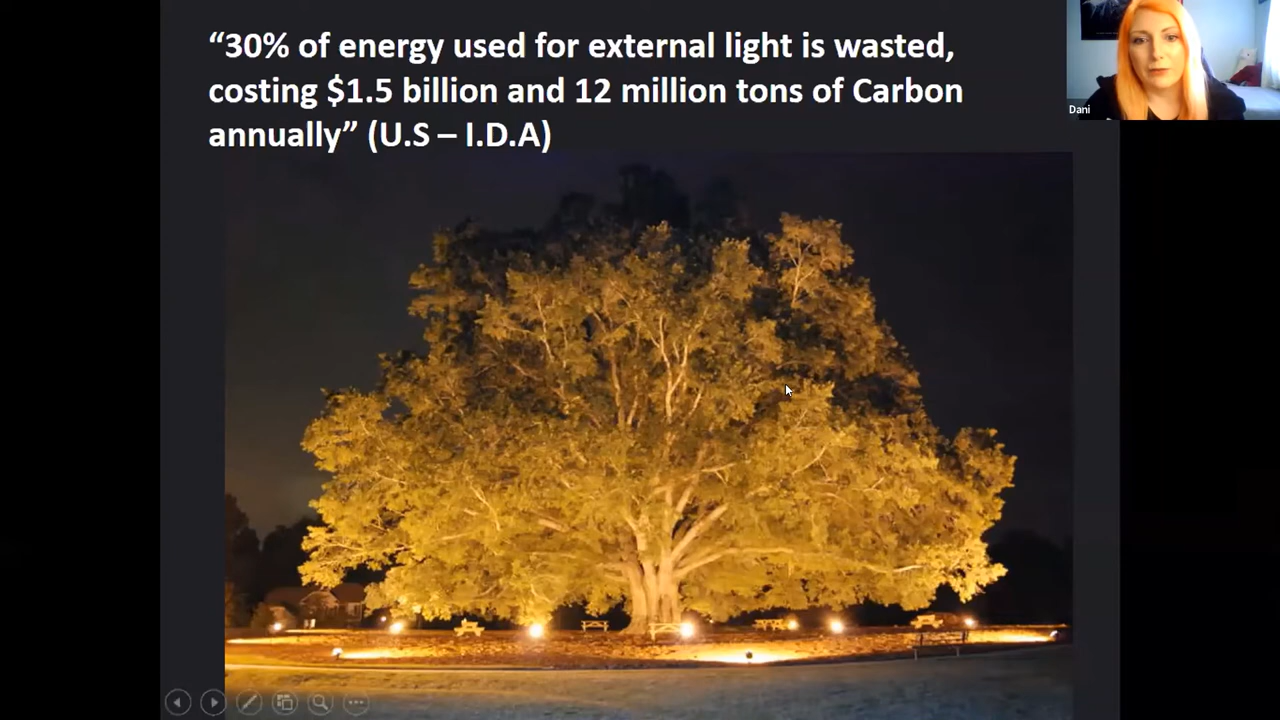 “30% of energy used for external light is wasted,
costing $1.5 billion and 12 million tons of Carbon
annually” (U.S – I.D.A)
Dani